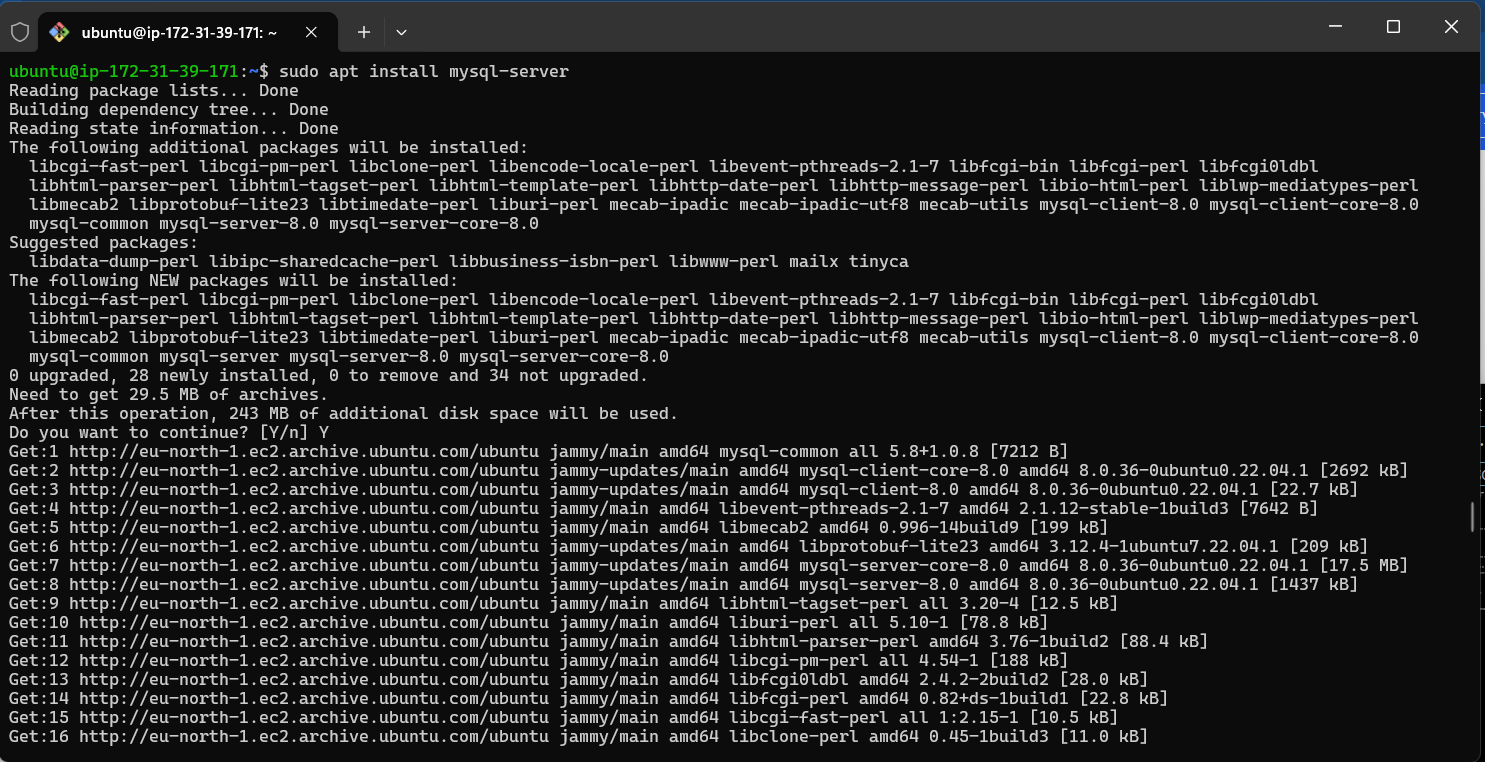 ubuntu@ip-172-31-39-171: ~
ubuntu@ip-172-31-39-171:~$ sudo apt install mysql-server
Reading package lists... Done
Building dependency tree... Done
Reading state information... Done
The following additional packages will be installed:
  libcgi-fast-perl libcgi-pm-perl libclone-perl libencode-locale-perl libevent-pthreads-2.1-7 libfcgi-bin libfcgi-perl libfcgi0ldbl
  libhtml-parser-perl libhtml-tagset-perl libhtml-template-perl libhttp-date-perl libhttp-message-perl libio-html-perl liblwp-mediatypes-perl
  libmecab2 libprotobuf-lite23 libtimedate-perl liburi-perl mecab-ipadic mecab-ipadic-utf8 mecab-utils mysql-client-8.0 mysql-client-core-8.0
  mysql-common mysql-server-8.0 mysql-server-core-8.0
Suggested packages:
  libdata-dump-perl libipc-sharedcache-perl libbusiness-isbn-perl libwww-perl mailx tinyca
The following NEW packages will be installed:
  libcgi-fast-perl libcgi-pm-perl libclone-perl libencode-locale-perl libevent-pthreads-2.1-7 libfcgi-bin libfcgi-perl libfcgi0ldbl
  libhtml-parser-perl libhtml-tagset-perl libhtml-template-perl libhttp-date-perl libhttp-message-perl libio-html-perl liblwp-mediatypes-perl
  libmecab2 libprotobuf-lite23 libtimedate-perl liburi-perl mecab-ipadic mecab-ipadic-utf8 mecab-utils mysql-client-8.0 mysql-client-core-8.0
  mysql-common mysql-server mysql-server-8.0 mysql-server-core-8.0
0 upgraded, 28 newly installed, 0 to remove and 34 not upgraded.
Need to get 29.5 MB of archives.
After this operation, 243 MB of additional disk space will be used.
Do you want to continue? [Y/n] Y
Get:1 http://eu-north-1.ec2.archive.ubuntu.com/ubuntu jammy/main amd64 mysql-common all 5.8+1.0.8 [7212 B]
Get:2 http://eu-north-1.ec2.archive.ubuntu.com/ubuntu jammy-updates/main amd64 mysql-client-core-8.0 amd64 8.0.36-0ubuntu0.22.04.1 [2692 kB]
Get:3 http://eu-north-1.ec2.archive.ubuntu.com/ubuntu jammy-updates/main amd64 mysql-client-8.0 amd64 8.0.36-0ubuntu0.22.04.1 [22.7 kB]
Get:4 http://eu-north-1.ec2.archive.ubuntu.com/ubuntu jammy/main amd64 libevent-pthreads-2.1-7 amd64 2.1.12-stable-1build3 [7642 B]
Get:5 http://eu-north-1.ec2.archive.ubuntu.com/ubuntu jammy/main amd64 libmecab2 amd64 0.996-14build9 [199 kB]
Get:6 http://eu-north-1.ec2.archive.ubuntu.com/ubuntu jammy-updates/main amd64 libprotobuf-lite23 amd64 3.12.4-1ubuntu7.22.04.1 [209 kB]
Get:7 http://eu-north-1.ec2.archive.ubuntu.com/ubuntu jammy-updates/main amd64 mysql-server-core-8.0 amd64 8.0.36-0ubuntu0.22.04.1 [17.5 MB]
Get:8 http://eu-north-1.ec2.archive.ubuntu.com/ubuntu jammy-updates/main amd64 mysql-server-8.0 amd64 8.0.36-0ubuntu0.22.04.1 [1437 kB]
Get:9 http://eu-north-1.ec2.archive.ubuntu.com/ubuntu jammy/main amd64 libhtml-tagset-perl all 3.20-4 [12.5 kB]
Get:10 http://eu-north-1.ec2.archive.ubuntu.com/ubuntu jammy/main amd64 liburi-perl all 5.10-1 [78.8 kB]
Get:11 http://eu-north-1.ec2.archive.ubuntu.com/ubuntu jammy/main amd64 libhtml-parser-perl amd64 3.76-1build2 [88.4 kB]
Get:12 http://eu-north-1.ec2.archive.ubuntu.com/ubuntu jammy/main amd64 libcgi-pm-perl all 4.54-1 [188 kB]
Get:13 http://eu-north-1.ec2.archive.ubuntu.com/ubuntu jammy/main amd64 libfcgi0ldbl amd64 2.4.2-2build2 [28.0 kB]
Get:14 http://eu-north-1.ec2.archive.ubuntu.com/ubuntu jammy/main amd64 libfcgi-perl amd64 0.82+ds-1build1 [22.8 kB]
Get:15 http://eu-north-1.ec2.archive.ubuntu.com/ubuntu jammy/main amd64 libcgi-fast-perl all 1:2.15-1 [10.5 kB]
Get:16 http://eu-north-1.ec2.archive.ubuntu.com/ubuntu jammy/main amd64 libclone-perl amd64 0.45-1build3 [11.0 kB]